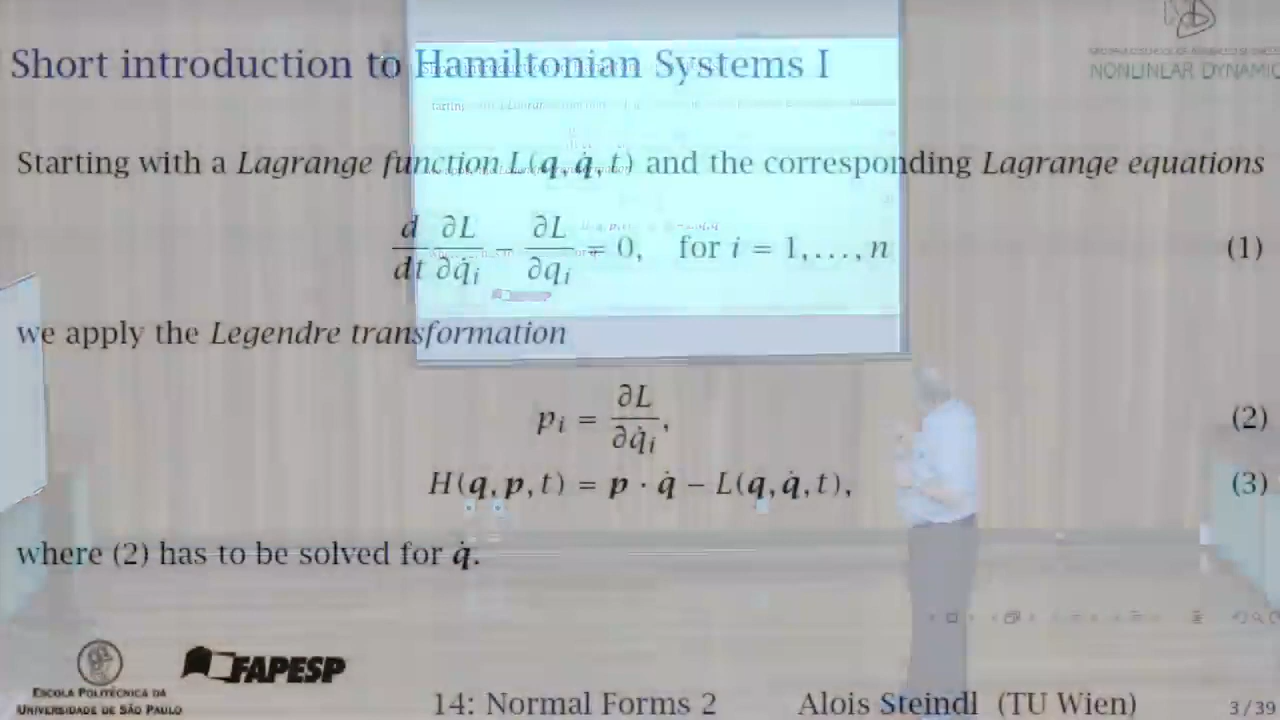 Short introduction to Hamiltonian Systems I
NONLINEAR DYNAMIC
Starting with a Lagrange function L(q, q̇, t) and the corresponding Lagrange equations
d/dt ∂L/∂q̇ᵢ − ∂L/∂qᵢ = 0, for i = 1, . . . , n (1)
we apply the Legendre transformation
pᵢ = ∂L/∂q̇ᵢ, (2)
H(q, p, t) = p · q̇ − L(q, q̇, t), (3)
where (2) has to be solved for q̇.
ESCOLA POLITÉCNICA DA
UNIVERSIDADE DE SÃO PAULO
FAPESP
14: Normal Forms 2 Alois Steindl (TU Wien) 3/39